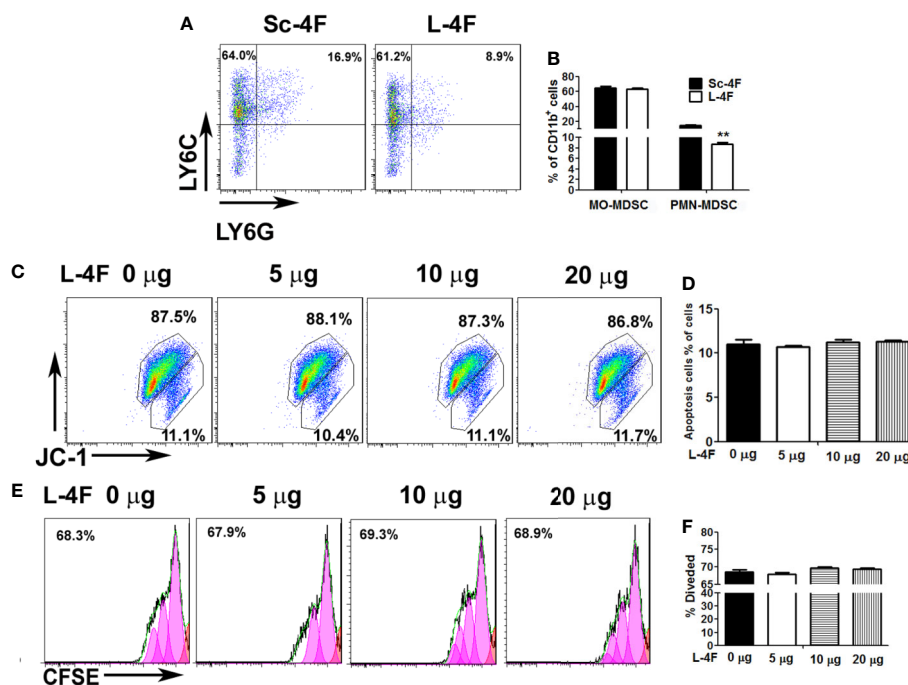 A
Sc-4F
L-4F
64.0%
16.9%
61.2%
8.9%
LY6C
LY6G
B
% of CD11b+ cells
80
60
40
20
10
8
6
4
2
0
Sc-4F
L-4F
**
MO-MDSC
PMN-MDSC
C
L-4F 0 µg
5 µg
10 µg
20 µg
87.5%
88.1%
87.3%
86.8%
11.1%
10.4%
11.1%
11.7%
JC-1
D
Apoptosis cells % of cells
15
10
5
0
L-4F
0 µg
5 µg
10 µg
20 µg
E
L-4F 0 µg
5 µg
10 µg
20 µg
68.3%
67.9%
69.3%
68.9%
CFSE
F
% Diveded
80
75
70
65
40
30
20
10
0
L-4F
0 µg
5 µg
10 µg
20 µg